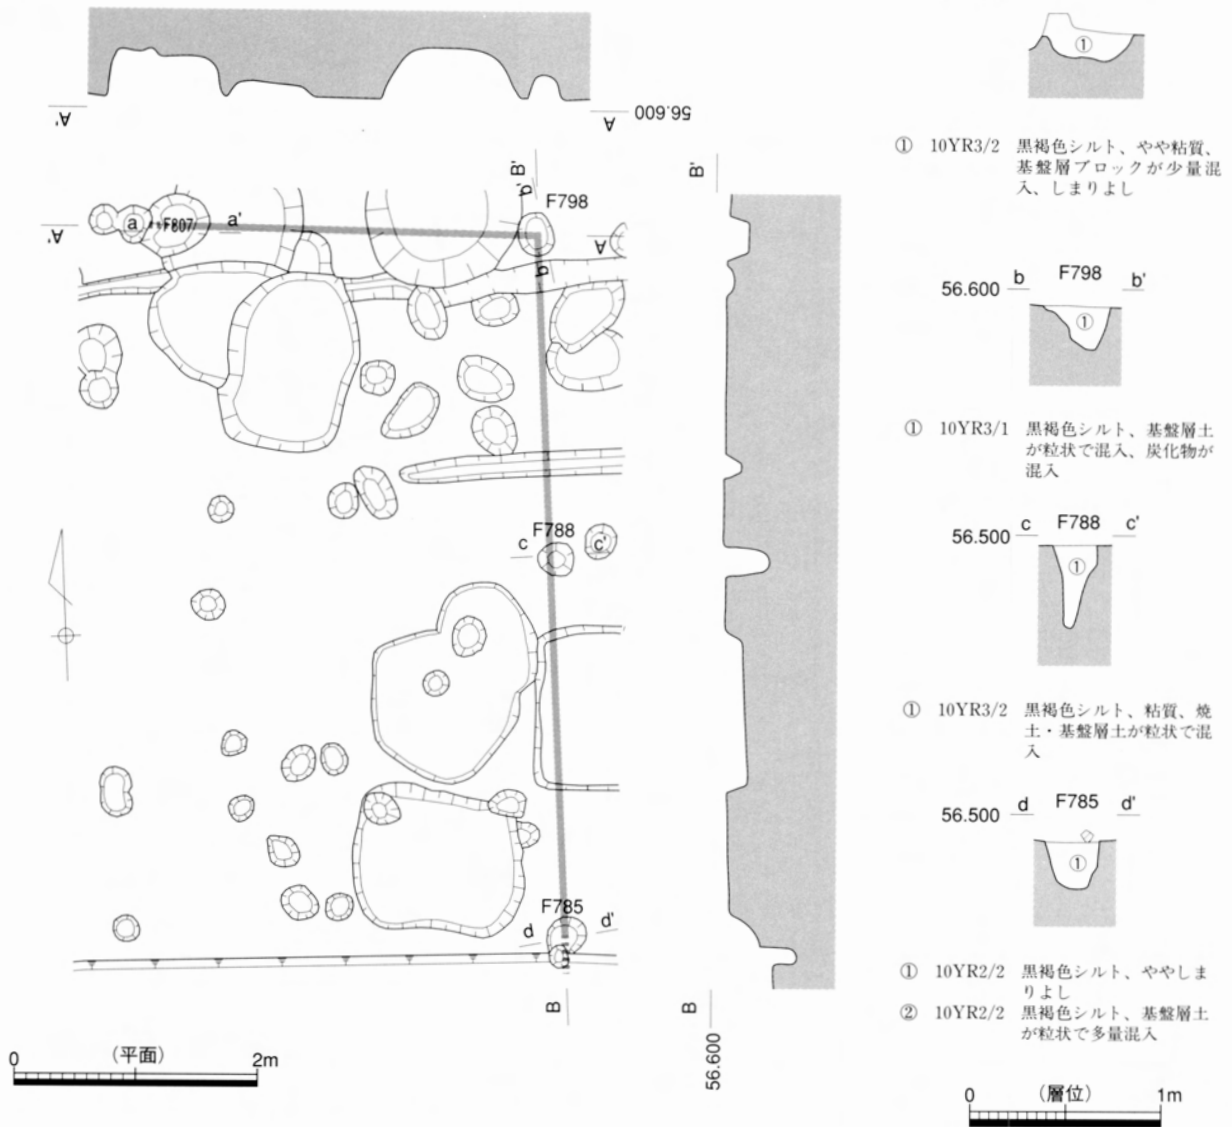 A'
A
56.600
B'
b'
F798
A'
a
F807
a'
A
b
F788
c
c'
F785
d
d'
B
B'
B
56.600
0
(平面)
2m
①
① 10YR3/2 黒褐色シルト、やや粘質、
基盤層ブロックが少量混
入、しまりよし
56.600
b
F798
b'
①
① 10YR3/1 黒褐色シルト、基盤層土
が粒状で混入、炭化物が
混入
56.500
c
F788
c'
①
① 10YR3/2 黒褐色シルト、粘質、焼
土・基盤層土が粒状で混
入
56.500
d
F785
d'
①
① 10YR2/2 黒褐色シルト、ややしま
りよし
② 10YR2/2 黒褐色シルト、基盤層土
が粒状で多量混入
0
(層位)
1m